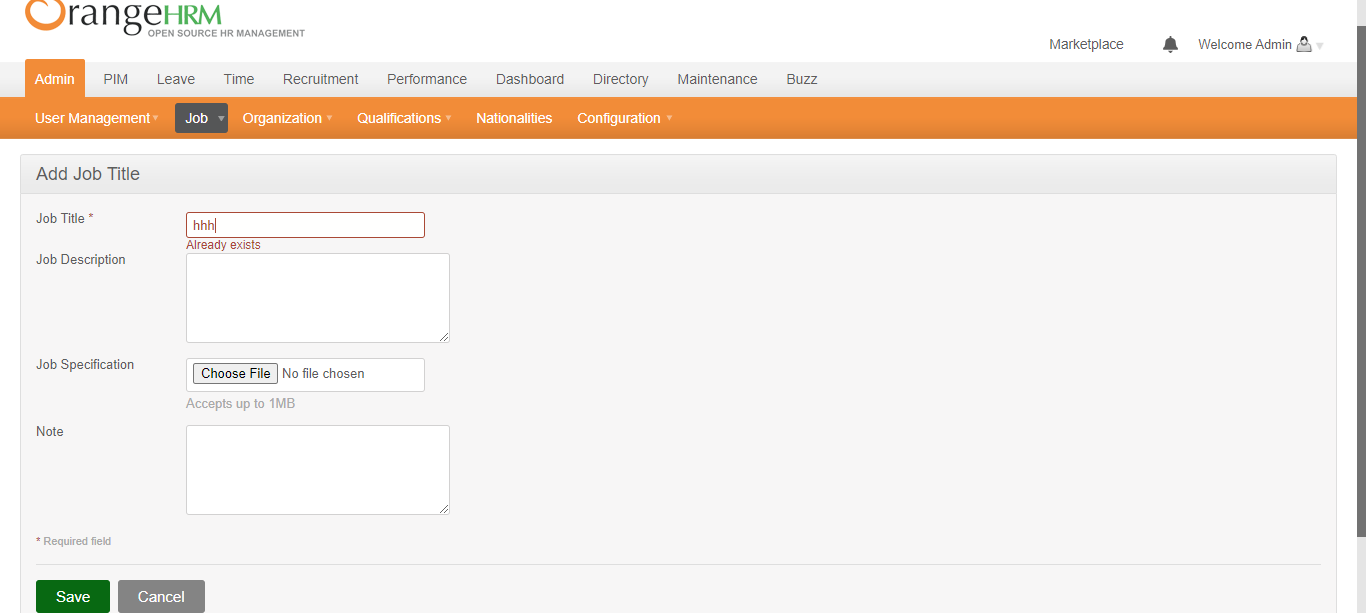 OrangeHRM
OPEN SOURCE HR MANAGEMENT
Marketplace Welcome Admin
Admin PIM Leave Time Recruitment Performance Dashboard Directory Maintenance Buzz
User Management Job Organization Qualifications Nationalities Configuration
Add Job Title
Job Title * hhh
Already exists
Job Description
Job Specification Choose File No file chosen
Accepts up to 1MB
Note
* Required field
Save Cancel